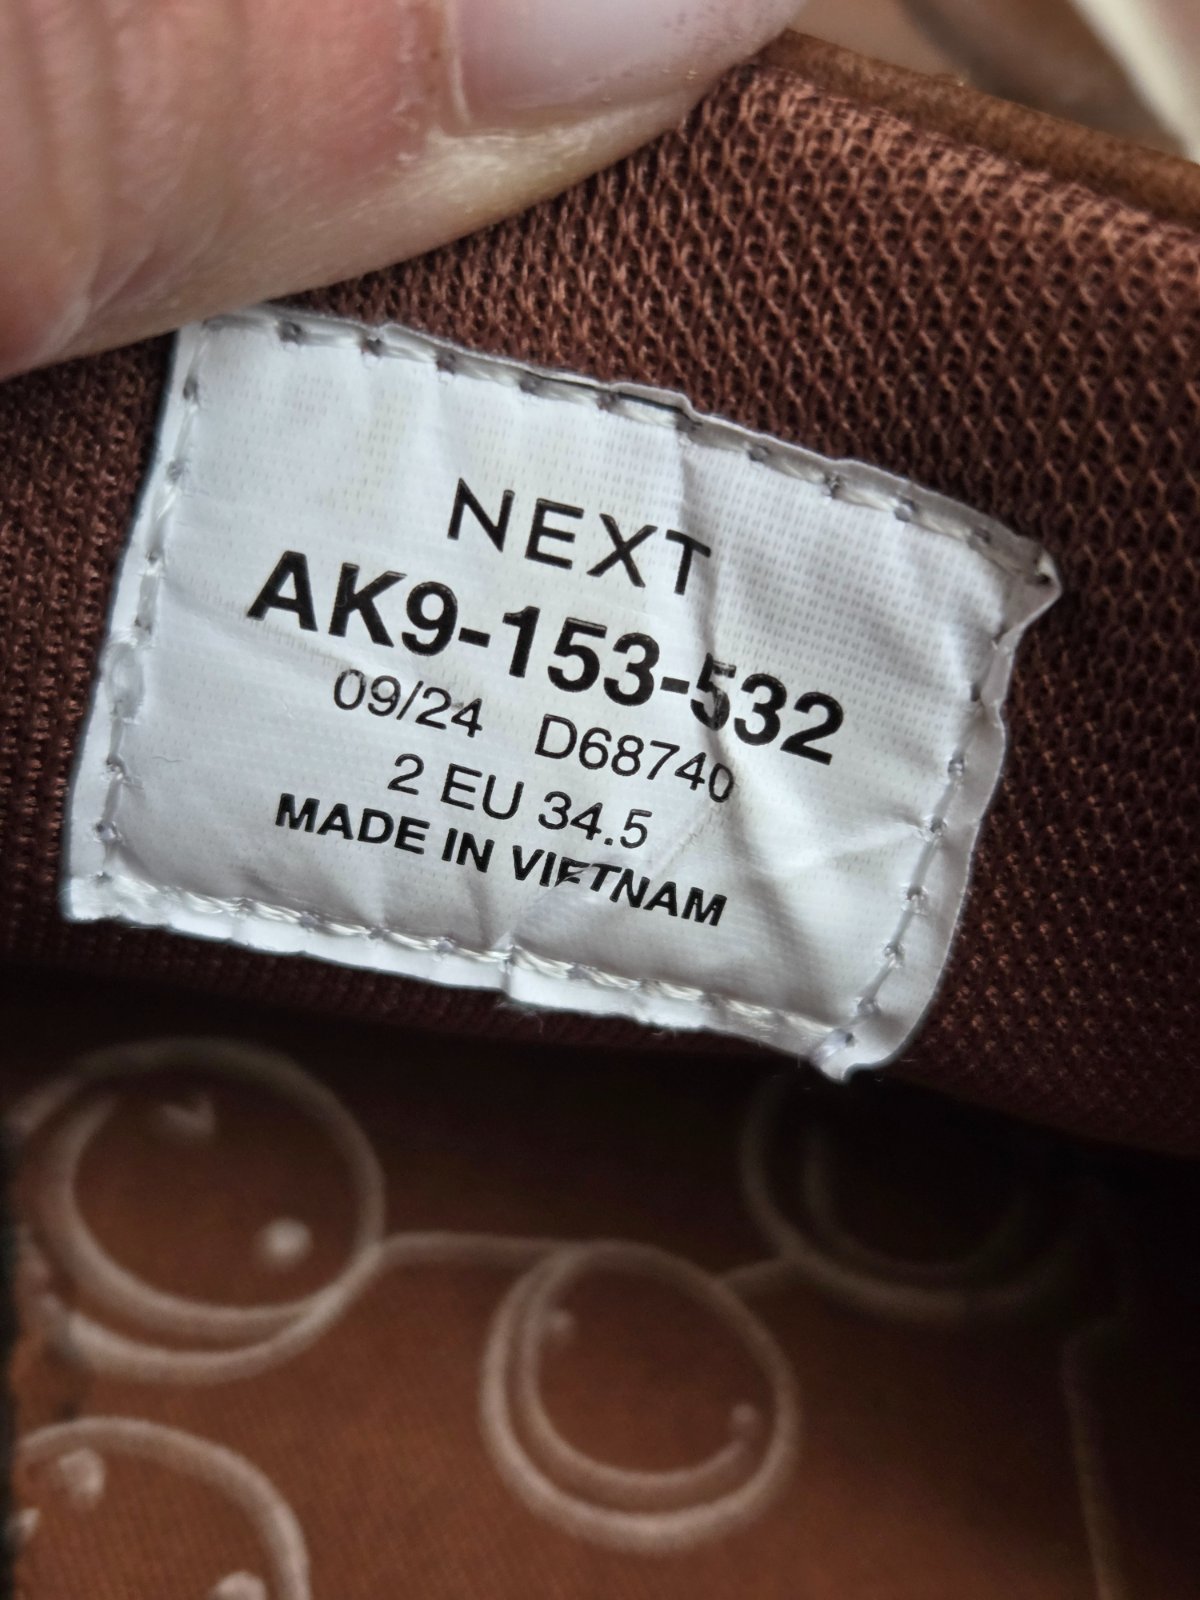 NEXT
AK9-153-532
09/24 D68740
2 EU 34.5
MADE IN VIETNAM